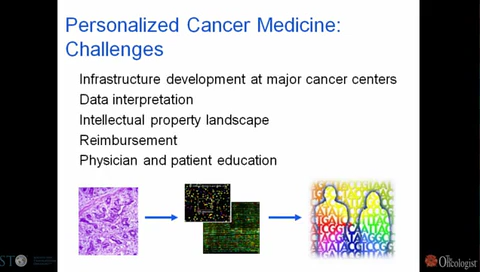 Personalized Cancer Medicine:
Challenges
Infrastructure development at major cancer centers
Data interpretation
Intellectual property landscape
Reimbursement
Physician and patient education
ST
The
Oncologist